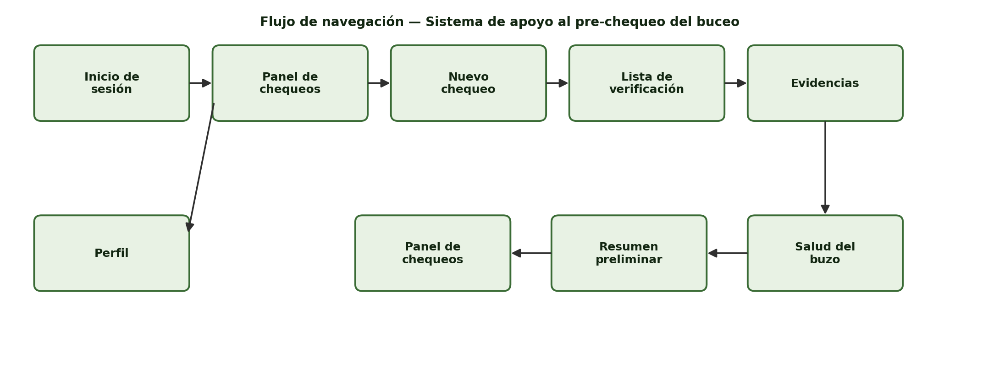 Flujo de navegación — Sistema de apoyo al pre-chequeo del buceo
Inicio de
sesión
Panel de
chequeos
Nuevo
chequeo
Lista de
verificación
Evidencias
Perfil
Panel de
chequeos
Resumen
preliminar
Salud del
buzo